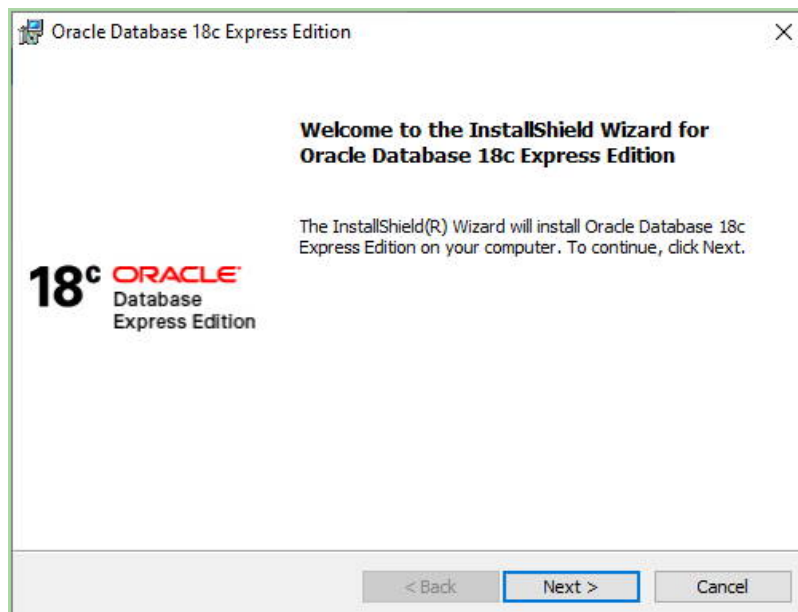 Oracle Database 18c Express Edition
Welcome to the InstallShield Wizard for
Oracle Database 18c Express Edition
The InstallShield(R) Wizard will install Oracle Database 18c
Express Edition on your computer. To continue, click Next.
18c ORACLE
Database
Express Edition
< Back Next > Cancel